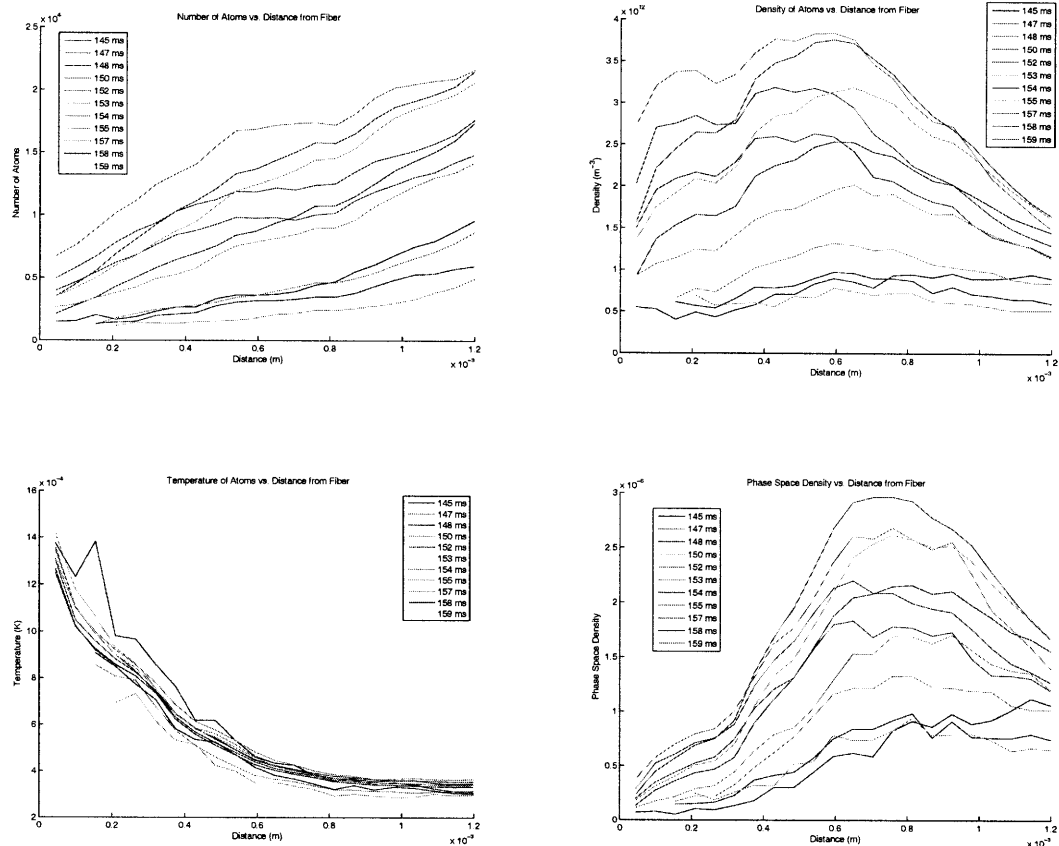 Number of Atoms vs. Distance from Fiber
x 10⁴
2.5
2
1.5
1
0.5
0
Number of Atoms
145 ms
147 ms
148 ms
150 ms
152 ms
153 ms
154 ms
155 ms
157 ms
158 ms
159 ms
0
0.2
0.4
0.6
0.8
1
1.2
Distance (m)
x 10⁻³
Density of Atoms vs. Distance from Fiber
x 10¹²
4
3.5
3
2.5
2
1.5
1
0.5
0
Density (m⁻³)
145 ms
147 ms
148 ms
150 ms
152 ms
153 ms
154 ms
155 ms
157 ms
158 ms
159 ms
0
0.2
0.4
0.6
0.8
1
1.2
Distance (m)
x 10⁻³
Temperature of Atoms vs. Distance from Fiber
x 10⁻⁴
16
14
12
10
8
6
4
2
Temperature (K)
145 ms
147 ms
148 ms
150 ms
152 ms
153 ms
154 ms
155 ms
157 ms
158 ms
159 ms
0
0.2
0.4
0.6
0.8
1
1.2
Distance (m)
x 10⁻³
Phase Space Density vs. Distance from Fiber
x 10⁻⁶
3
2.5
2
1.5
1
0.5
0
Phase Space Density
145 ms
147 ms
148 ms
150 ms
152 ms
153 ms
154 ms
155 ms
157 ms
158 ms
159 ms
0
0.2
0.4
0.6
0.8
1
1.2
Distance (m)
x 10⁻³